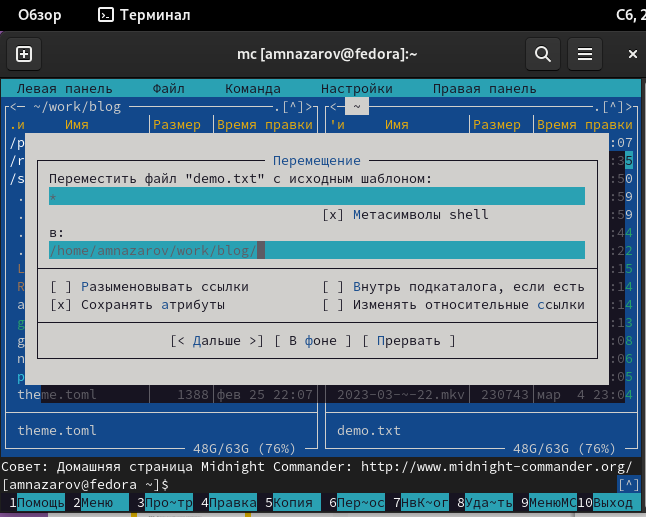 Обзор Терминал Сб, 2
mc [amnazarov@fedora]:~
Левая панель Файл Команда Настройки Правая панель
<— ~/work/blog .[^]> <— ~ .[^]>
.и Имя Размер Время правки 'и Имя Размер Время правки
/p :07
/r :35
/s :50
Перемещение
Переместить файл "demo.txt" с исходным шаблоном:
*
[x] Метасимволы shell
в:
/home/amnazarov/work/blog/
[ ] Разыменовывать ссылки [ ] Внутрь подкаталога, если есть
[x] Сохранять атрибуты [ ] Изменять относительные ссылки
[< Дальше >] [ В фоне ] [ Прервать ]
theme.toml 1388 фев 25 22:07 2023-03-~-22.mkv 230743 мар 4 23:04
theme.toml demo.txt
48G/63G (76%) 48G/63G (76%)
Совет: Домашняя страница Midnight Commander: http://www.midnight-commander.org/
[amnazarov@fedora ~]$ [^]
1Помощь 2Меню 3Про~тр 4Правка 5Копия 6Пер~ос 7НвК~ог 8Уда~ть 9МенюMC 10Выход